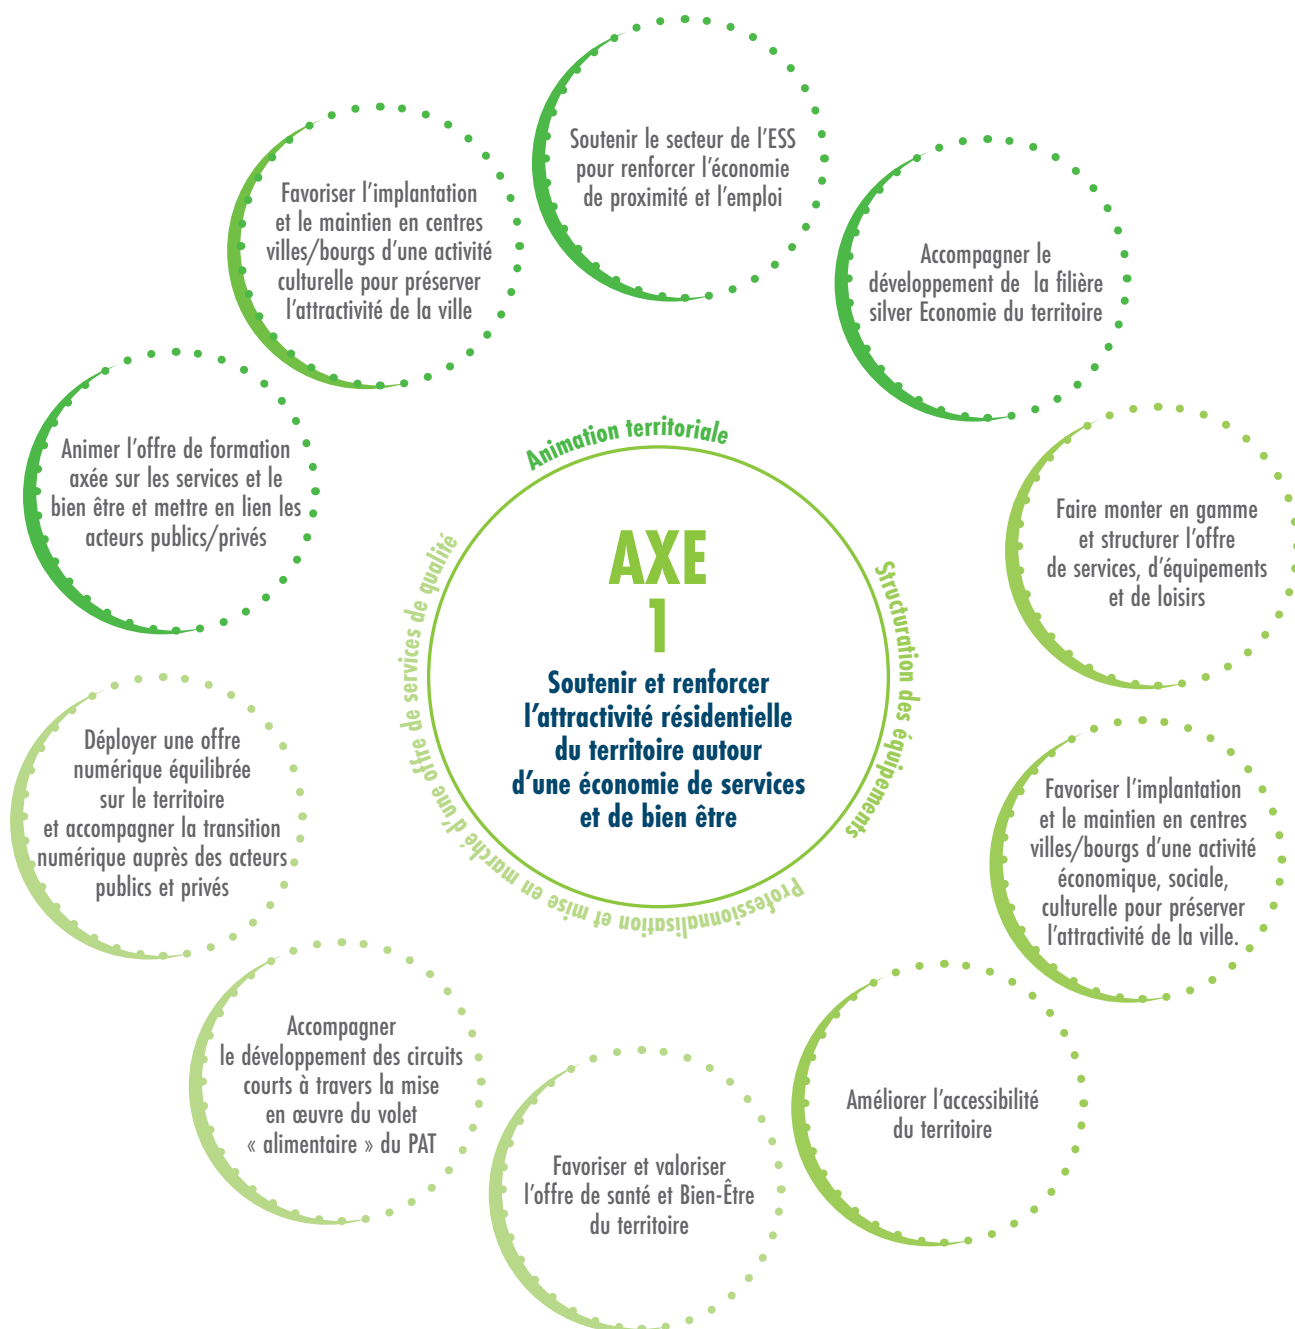 Soutenir le secteur de l’ESS
pour renforcer l’économie
de proximité et l’emploi
Favoriser l’implantation
et le maintien en centres
villes/bourgs d’une activité
culturelle pour préserver
l’attractivité de la ville
Accompagner le
développement de la filière
silver Economie du territoire
Animer l’offre de formation
axée sur les services et le
bien être et mettre en lien les
acteurs publics/privés
Faire monter en gamme
et structurer l’offre
de services, d’équipements
et de loisirs
Animation territoriale
Structuration des équipements
Professionnalisation et mise en marché d’une offre de services de qualité
AXE
1
Soutenir et renforcer
l’attractivité résidentielle
du territoire autour
d’une économie de services
et de bien être
Déployer une offre
numérique équilibrée
sur le territoire
et accompagner la transition
numérique auprès des acteurs
publics et privés
Favoriser l’implantation
et le maintien en centres
villes/bourgs d’une activité
économique, sociale,
culturelle pour préserver
l’attractivité de la ville.
Accompagner
le développement des circuits
courts à travers la mise
en œuvre du volet
« alimentaire » du PAT
Améliorer l’accessibilité
du territoire
Favoriser et valoriser
l’offre de santé et Bien-Être
du territoire